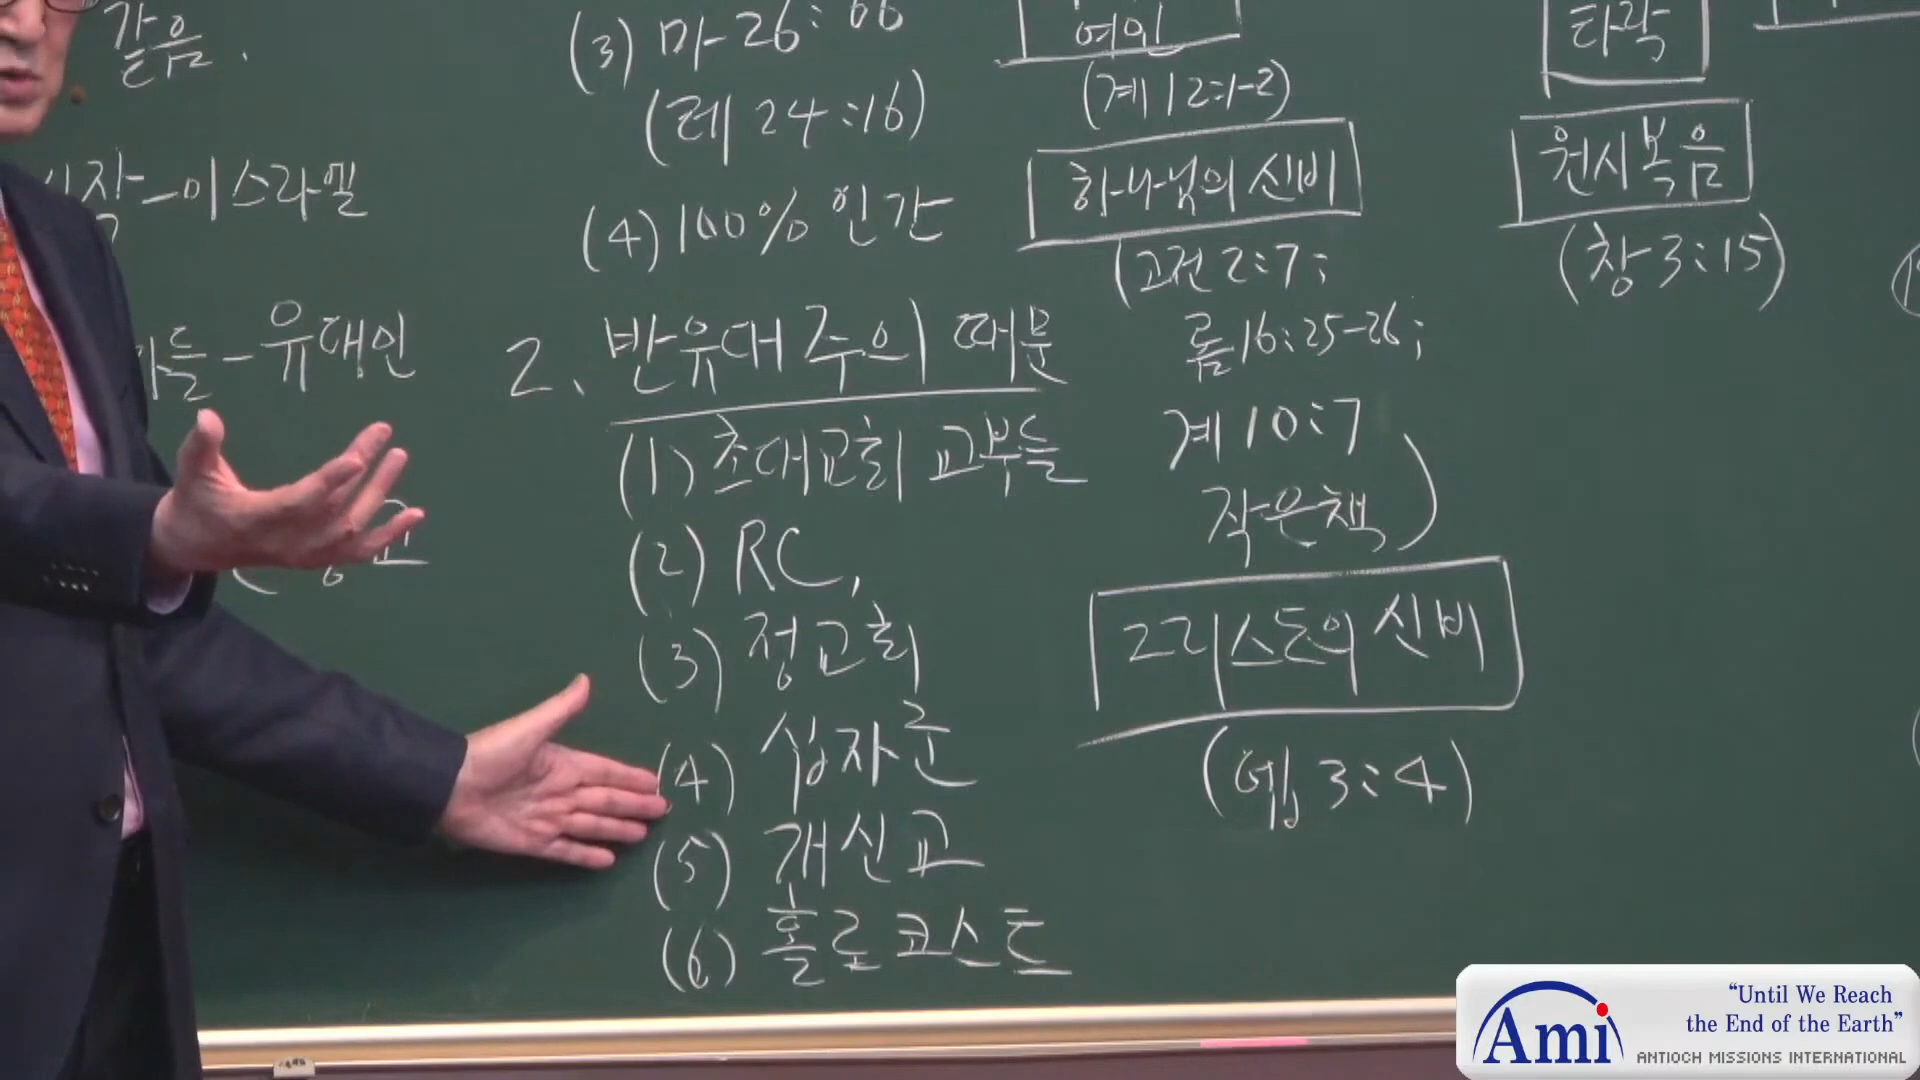 같음.
-이스라엘
들-유대인
(3) 마 26:66
(레 24:16)
(4) 100% 인간
2. 반유대주의 때문
(1) 초대교회 교부들
(2) RC,
(3) 정교회
(4) 십자군
(5) 개신교
(6) 홀로코스트
여인
(계 12:1-2)
하나님의 신비
(고전 2:7;
롬 16:25-26;
계 10:7
작은책)
그리스도의 신비
(엡 3:4)
타락
원시복음
(창 3:15)
Ami
“Until We Reach
the End of the Earth”
ANTIOCH MISSIONS INTERNATIONAL